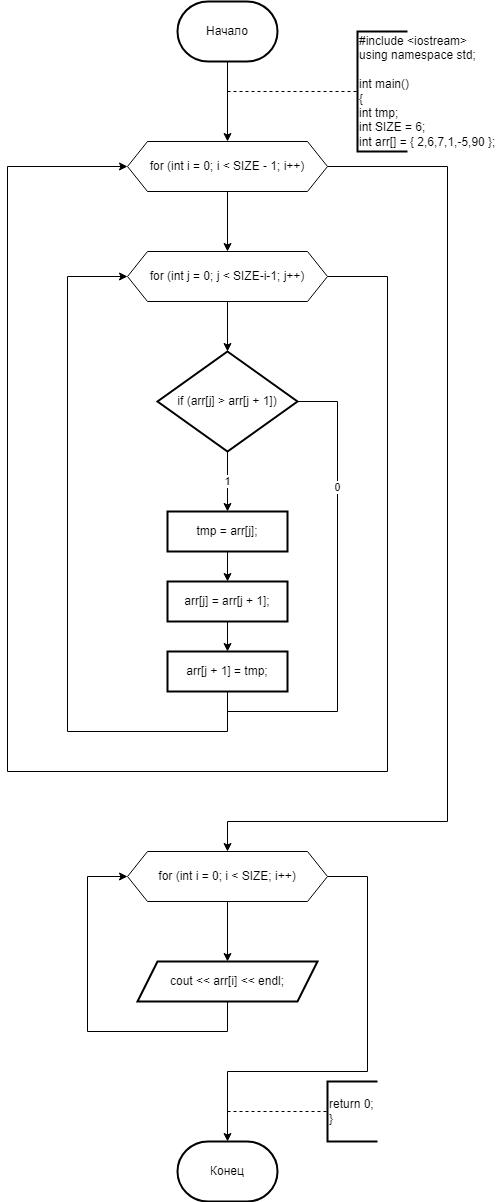 Начало
#include <iostream>
using namespace std;
int main()
{
int tmp;
int SIZE = 6;
int arr[] = { 2,6,7,1,-5,90 };
for (int i = 0; i < SIZE - 1; i++)
for (int j = 0; j < SIZE-i-1; j++)
if (arr[j] > arr[j + 1])
1
0
tmp = arr[j];
arr[j] = arr[j + 1];
arr[j + 1] = tmp;
for (int i = 0; i < SIZE; i++)
cout << arr[i] << endl;
return 0;
}
Конец